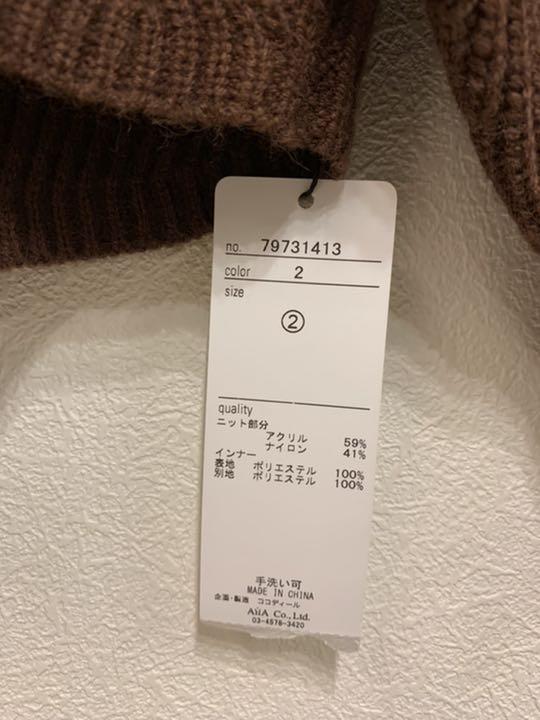 no. 79731413
color 2
size
②
quality
ニット部分
アクリル 59%
ナイロン 41%
インナー
表地 ポリエステル 100%
別地 ポリエステル 100%
手洗い可
MADE IN CHINA
企画・製造 ココディール
AiiA Co.,Ltd.
03-4578-3420